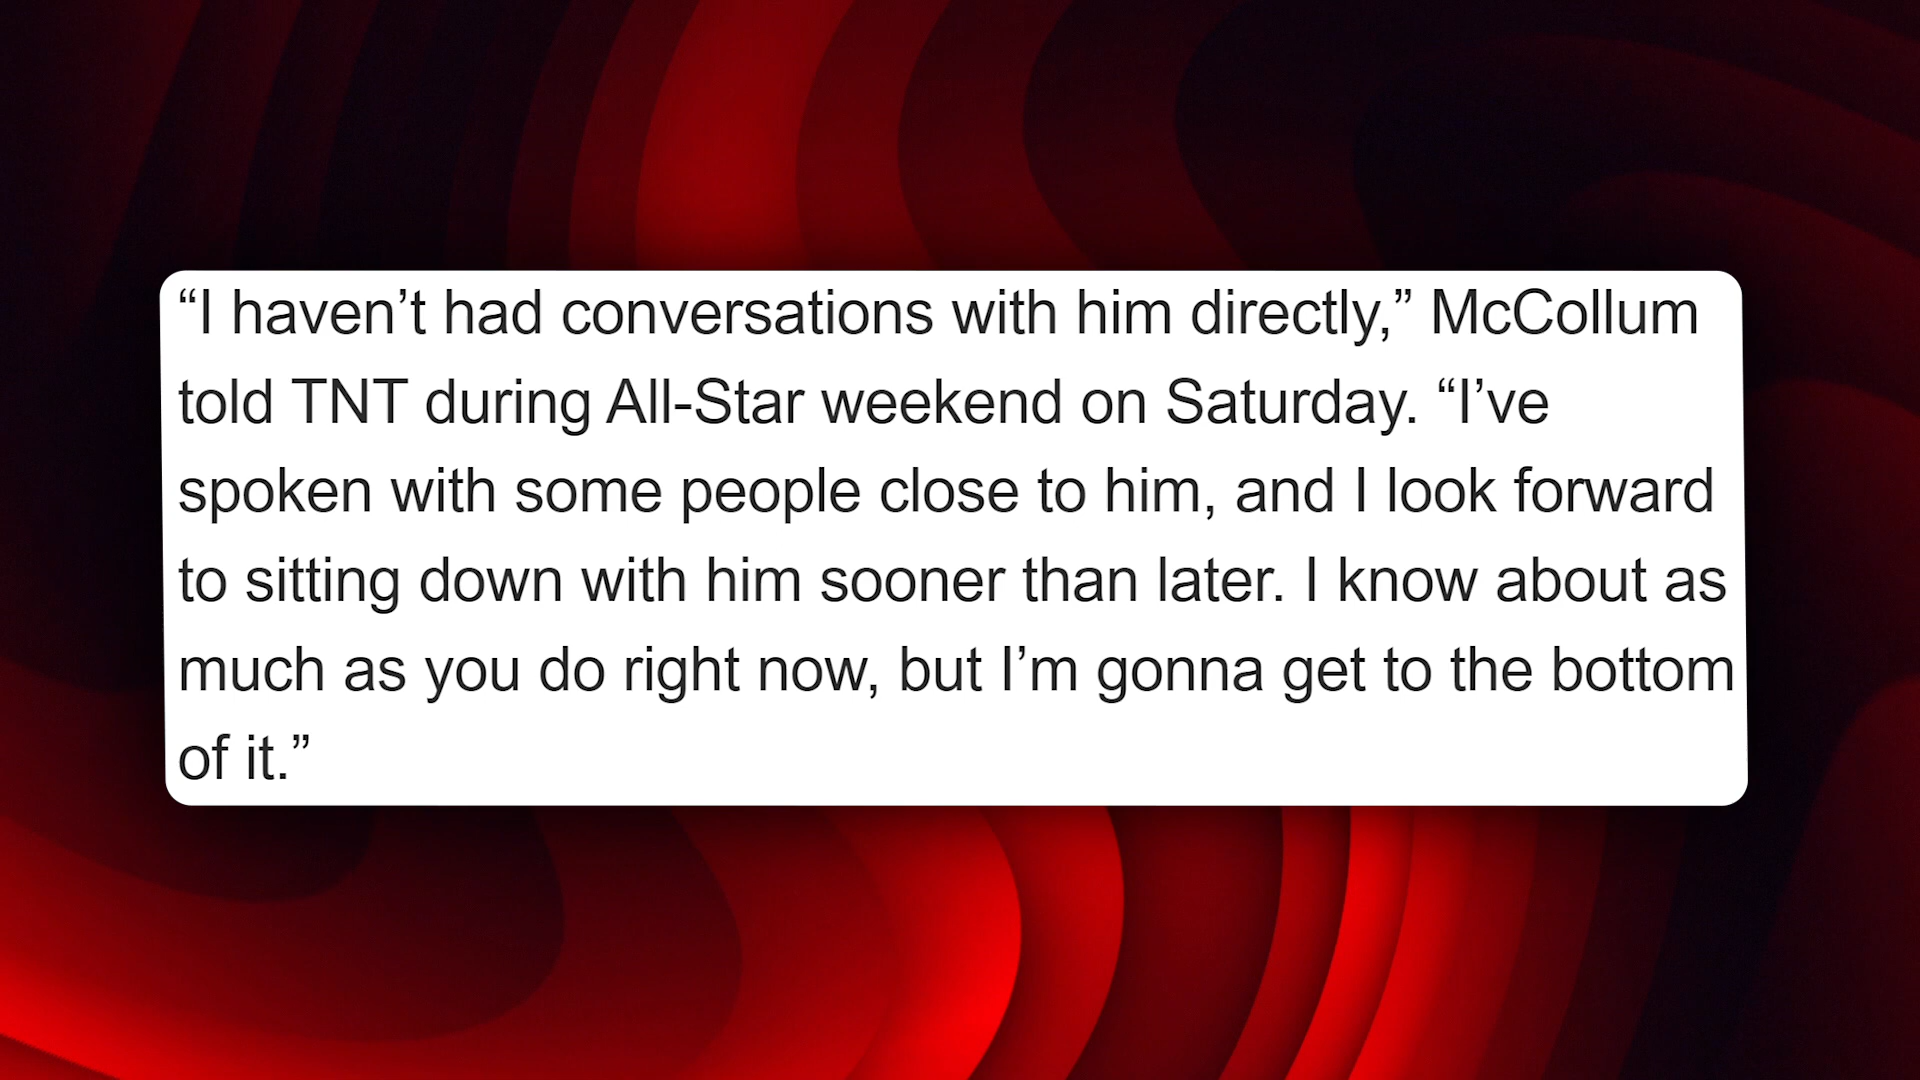 “I haven’t had conversations with him directly,” McCollum
told TNT during All-Star weekend on Saturday. “I’ve
spoken with some people close to him, and I look forward
to sitting down with him sooner than later. I know about as
much as you do right now, but I’m gonna get to the bottom
of it.”